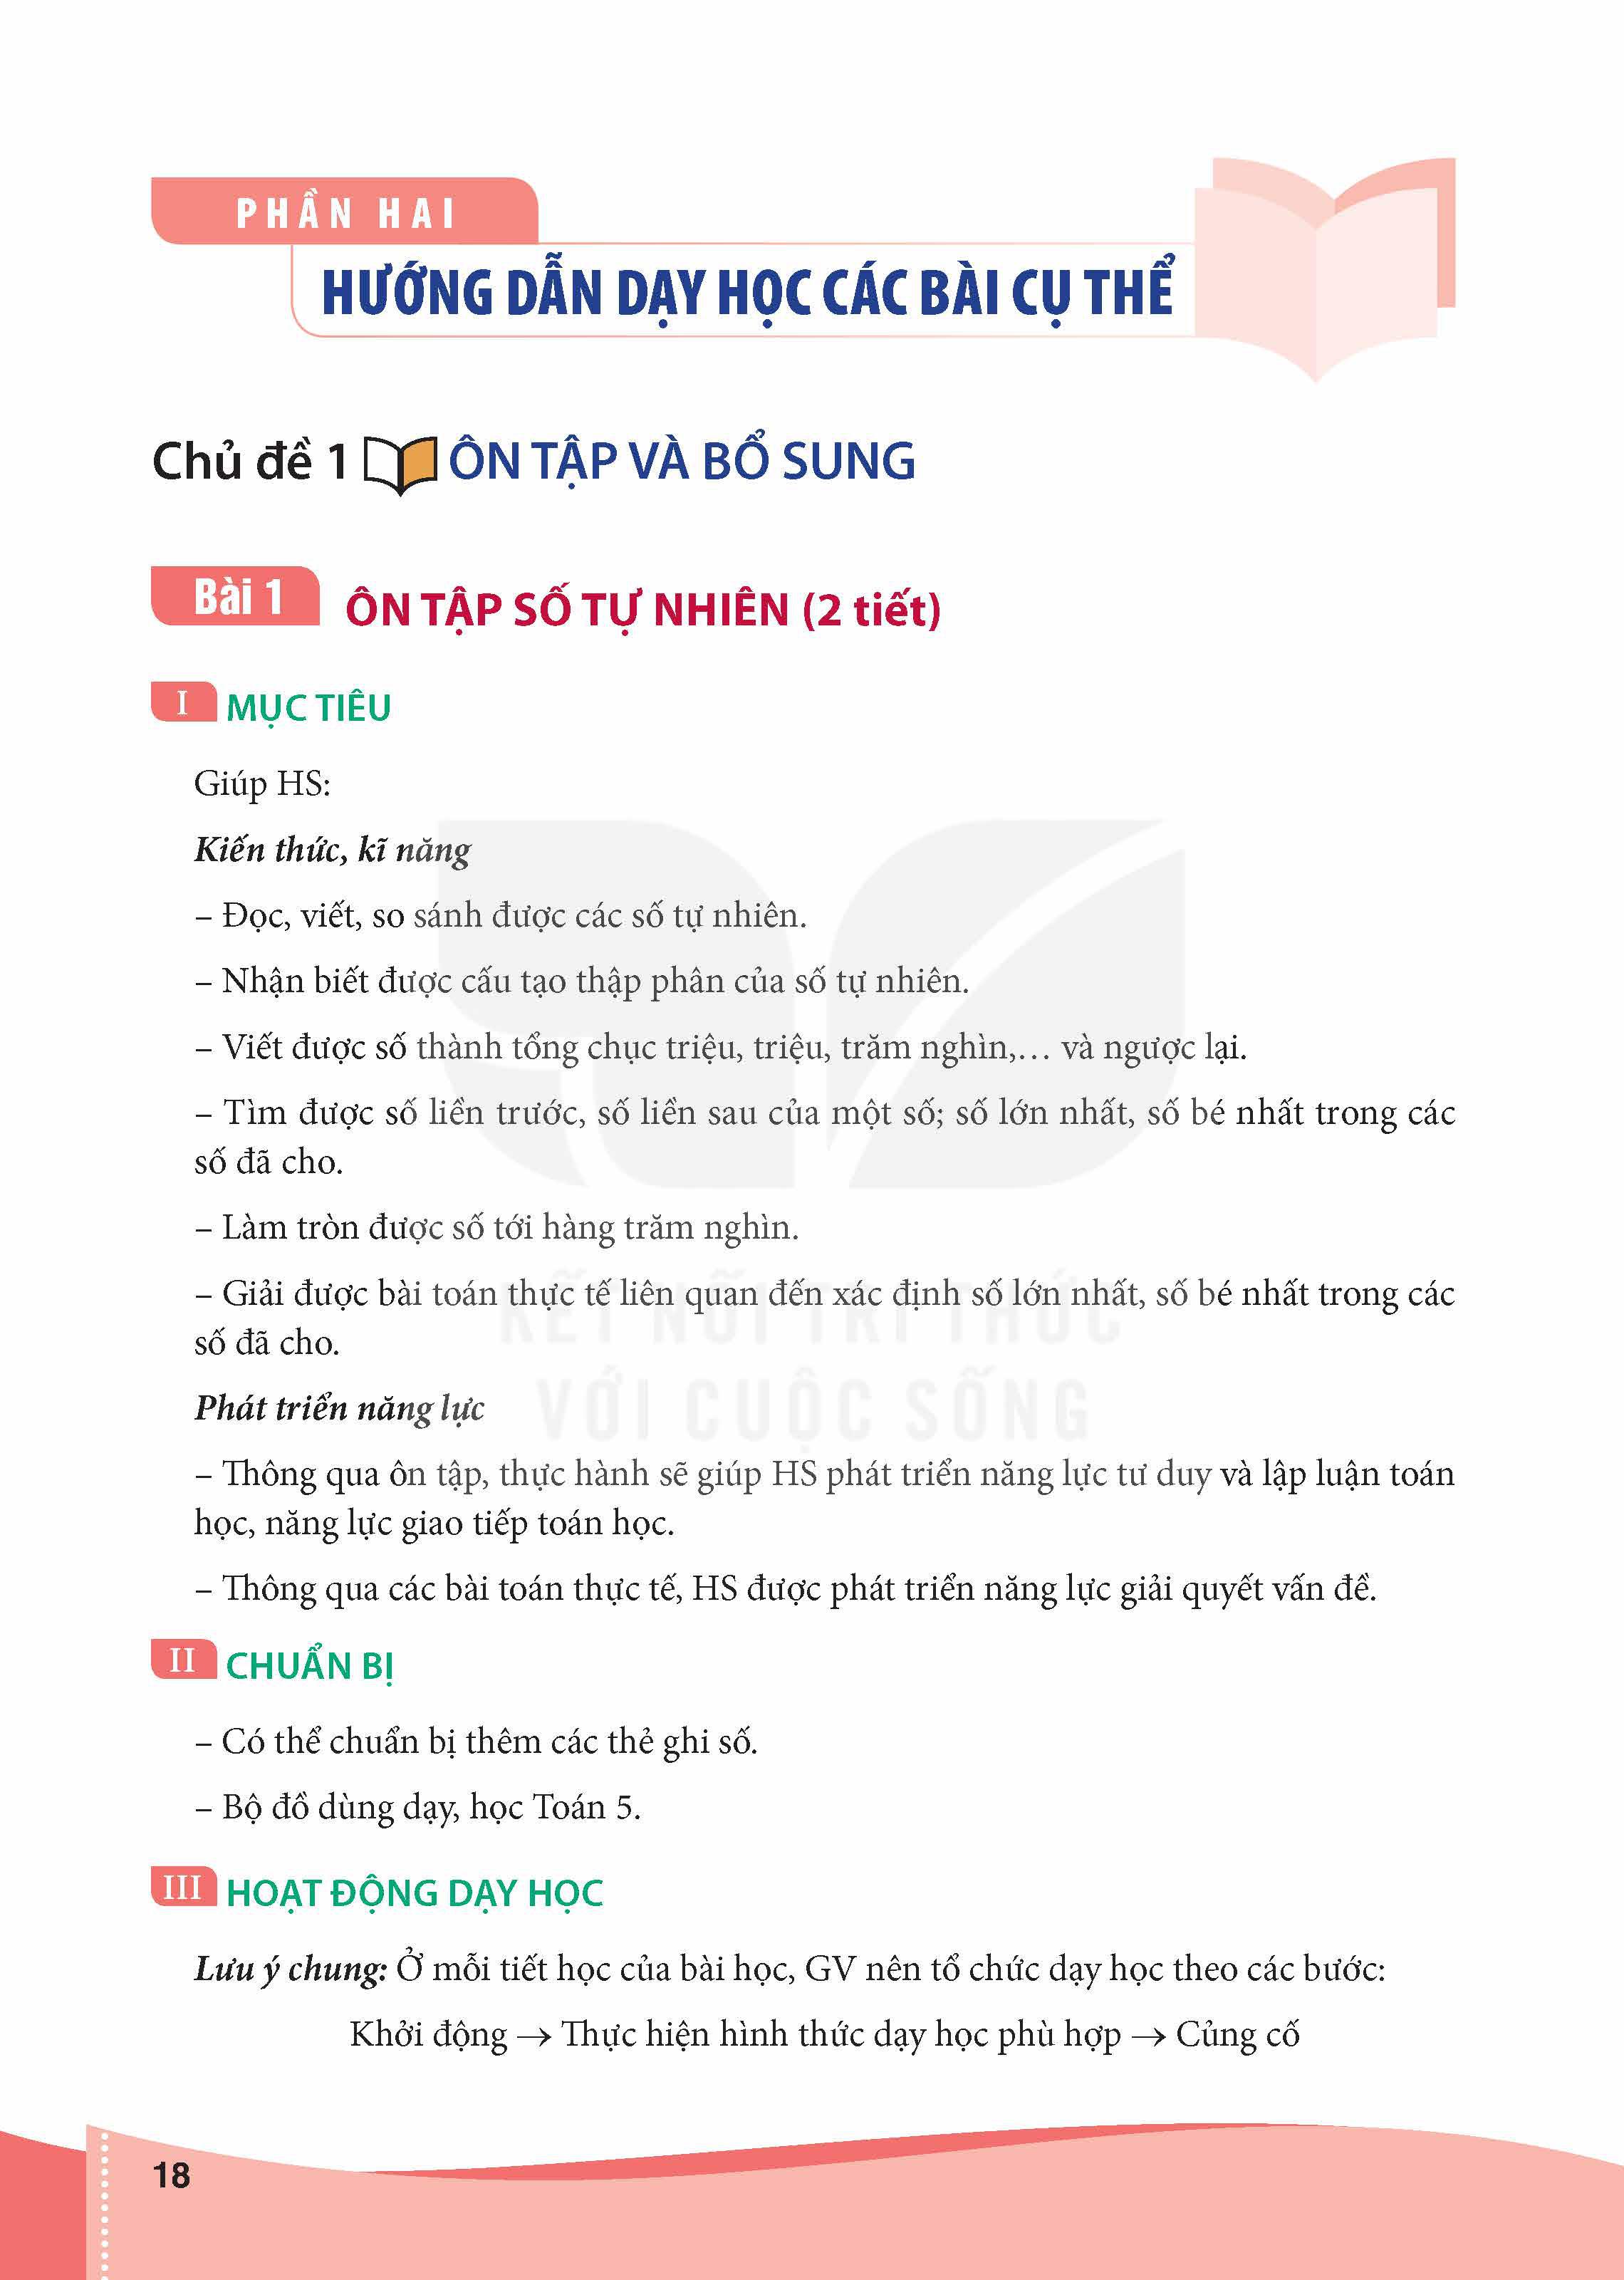 PHẦN HAI
HƯỚNG DẪN DẠY HỌC CÁC BÀI CỤ THỂ
Chủ đề 1 ÔN TẬP VÀ BỔ SUNG
Bài 1 ÔN TẬP SỐ TỰ NHIÊN (2 tiết)
I MỤC TIÊU
Giúp HS:
Kiến thức, kĩ năng
– Đọc, viết, so sánh được các số tự nhiên.
– Nhận biết được cấu tạo thập phân của số tự nhiên.
– Viết được số thành tổng chục triệu, triệu, trăm nghìn,… và ngược lại.
– Tìm được số liền trước, số liền sau của một số; số lớn nhất, số bé nhất trong các
số đã cho.
– Làm tròn được số tới hàng trăm nghìn.
– Giải được bài toán thực tế liên quan đến xác định số lớn nhất, số bé nhất trong các
số đã cho.
KẾT NỐI TRI THỨC
VỚI CUỘC SỐNG
Phát triển năng lực
– Thông qua ôn tập, thực hành sẽ giúp HS phát triển năng lực tư duy và lập luận toán
học, năng lực giao tiếp toán học.
– Thông qua các bài toán thực tế, HS được phát triển năng lực giải quyết vấn đề.
II CHUẨN BỊ
– Có thể chuẩn bị thêm các thẻ ghi số.
– Bộ đồ dùng dạy, học Toán 5.
III HOẠT ĐỘNG DẠY HỌC
Lưu ý chung: Ở mỗi tiết học của bài học, GV nên tổ chức dạy học theo các bước:
Khởi động → Thực hiện hình thức dạy học phù hợp → Củng cố
18